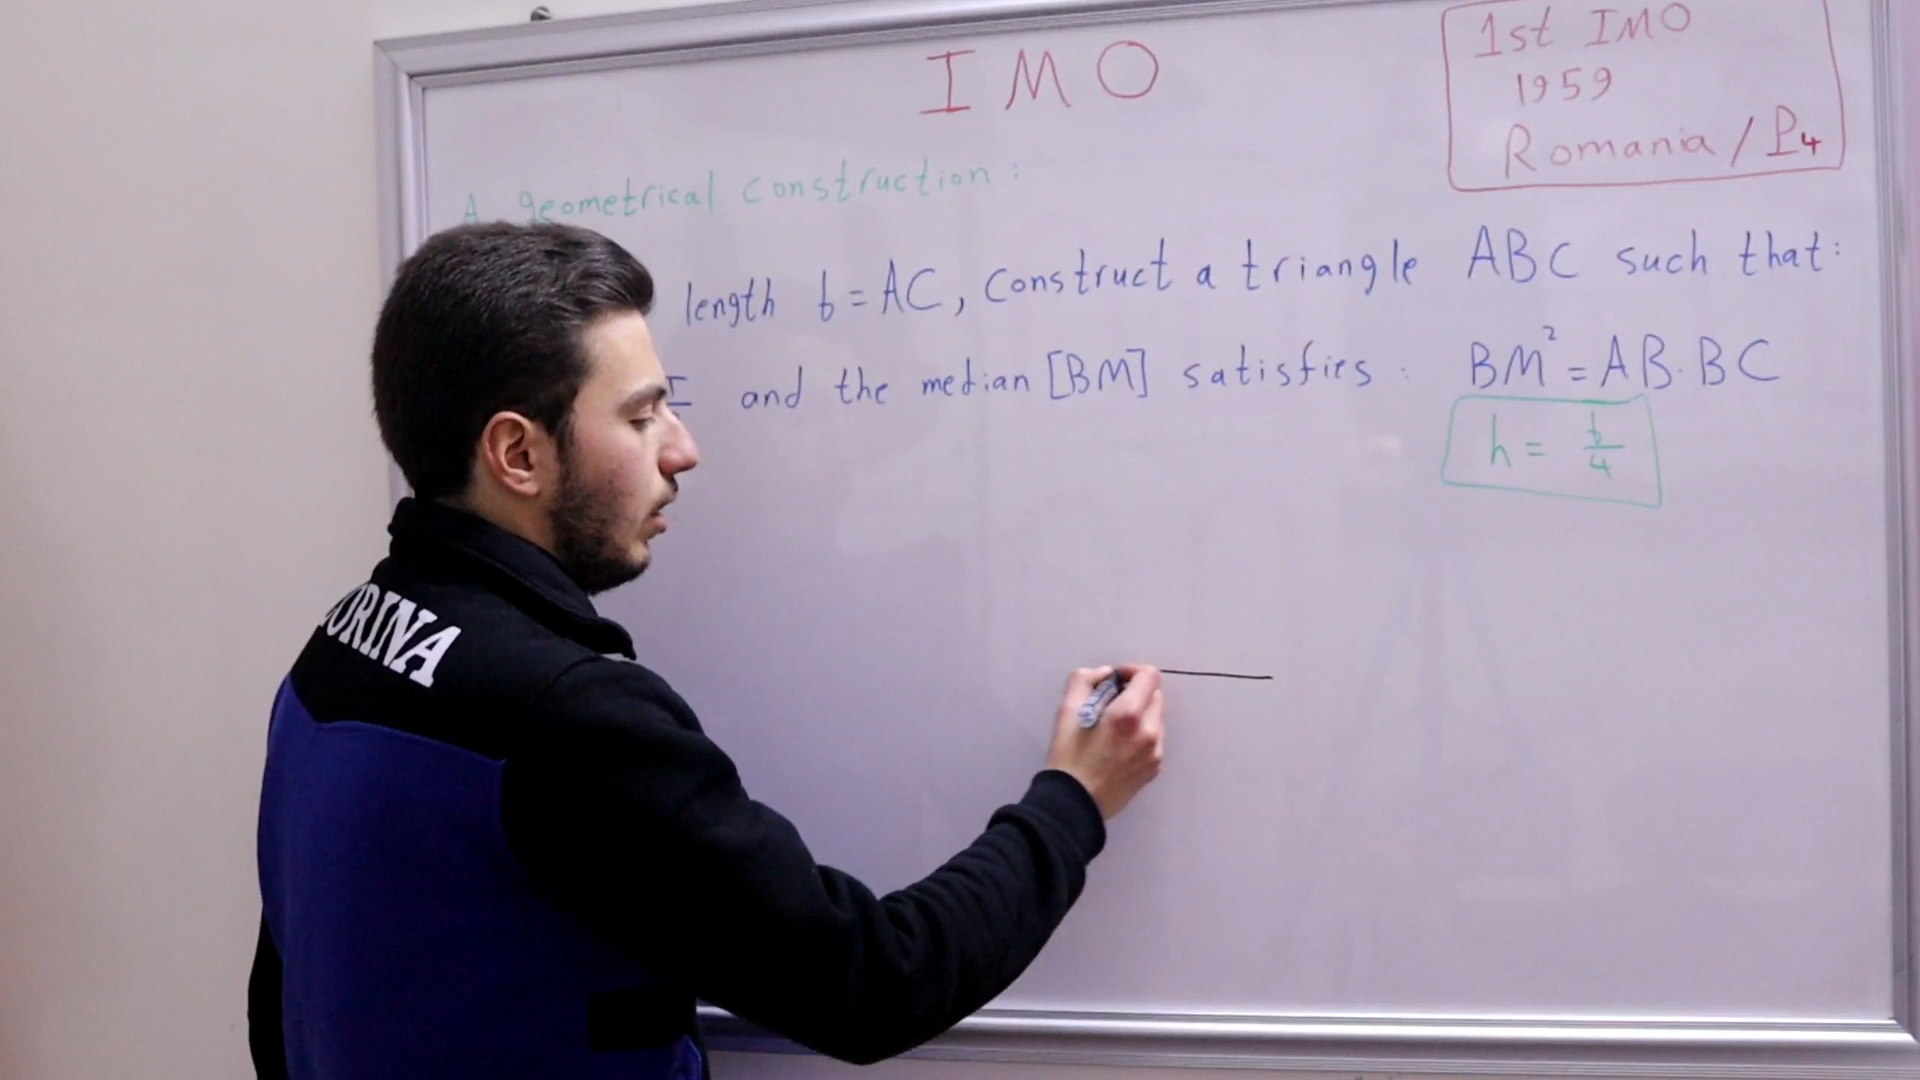 IMO
1st IMO
1959
Romania / P4
A geometrical construction:
length b = AC, construct a triangle ABC such that:
and the median [BM] satisfies: BM² = AB.BC
h = b/4
ORINA